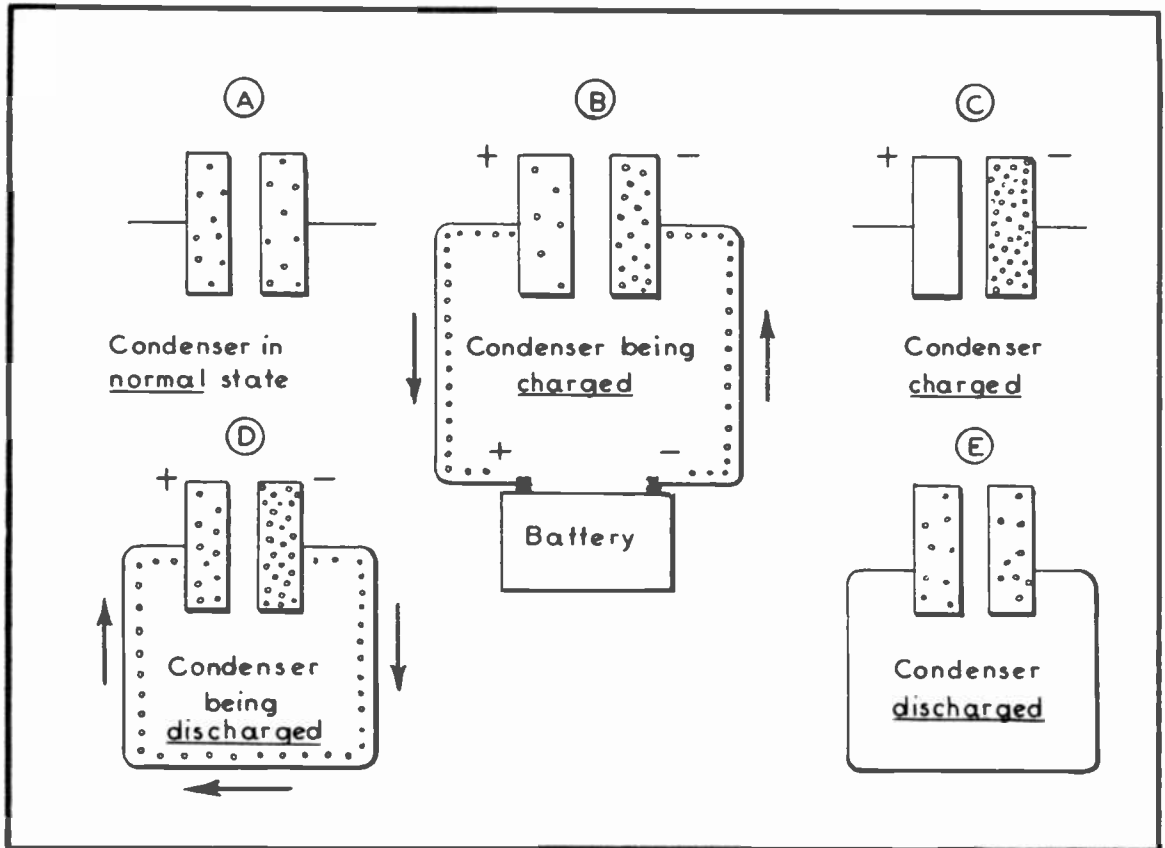 A
Condenser in
normal state
B
+ −
Condenser being
charged
+ −
Battery
C
+ −
Condenser
charged
D
+ −
Condenser
being
discharged
E
Condenser
discharged